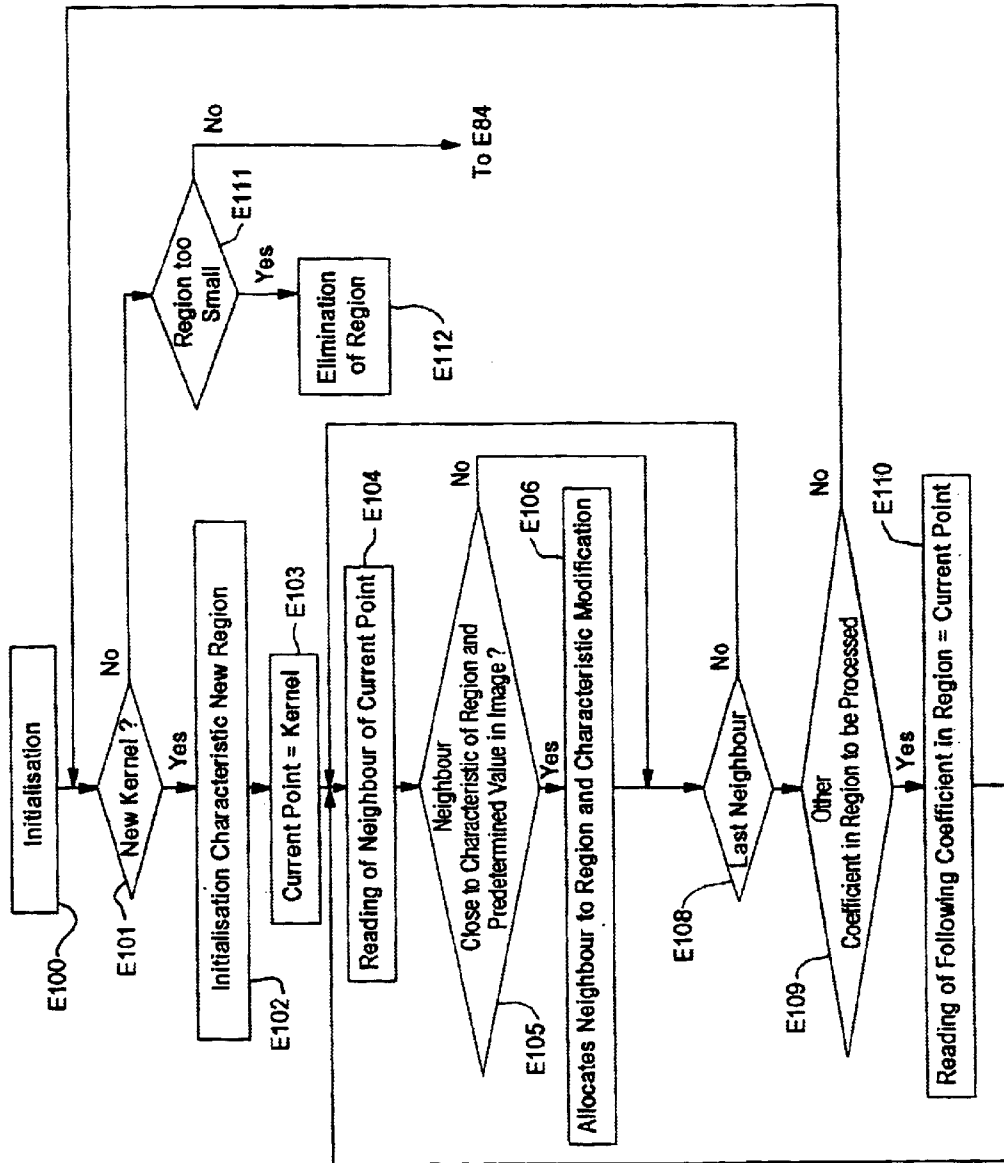 Initialisation
E100
New Kernel ?
E101
No
Yes
Initialisation Characteristic New Region
E102
Current Point = Kernel
E103
Reading of Neighbour of Current Point
E104
Neighbour
Close to Characteristic of Region and
Predetermined Value in Image ?
E105
No
Yes
Allocates Neighbour to Region and Characteristic Modification
E106
Last Neighbour
E108
No
Other
Coefficient in Region to be Processed
E109
No
Yes
Reading of Following Coefficient in Region = Current Point
E110
Region too
Small
E111
No
Yes
To E84
Ellimination
of Region
E112